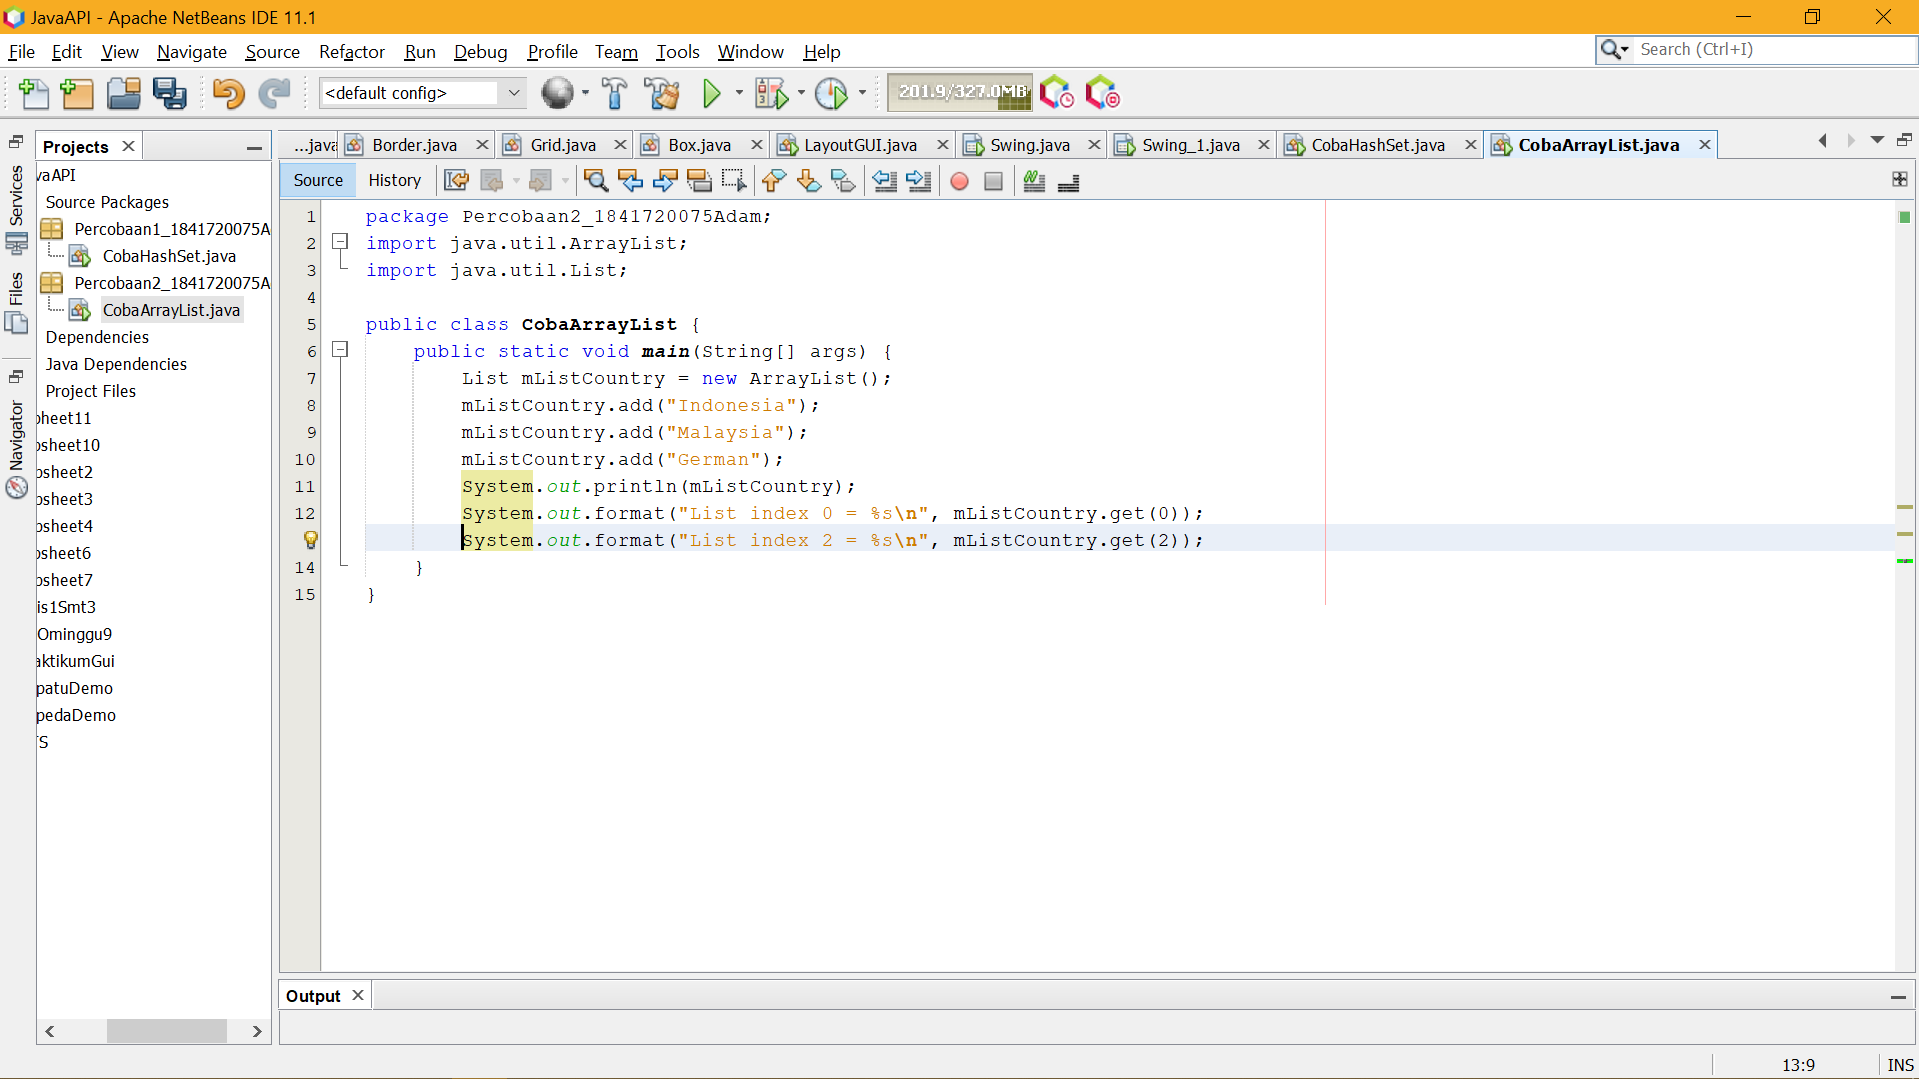 JavaAPI - Apache NetBeans IDE 11.1
File Edit View Navigate Source Refactor Run Debug Profile Team Tools Window Help
Search (Ctrl+I)
<default config>
201.9/327.0MB
Projects
...java
Border.java
Grid.java
Box.java
LayoutGUI.java
Swing.java
Swing_1.java
CobaHashSet.java
CobaArrayList.java
Source History
Services
Files
Navigator
vaAPI
Source Packages
Percobaan1_1841720075A
CobaHashSet.java
Percobaan2_1841720075A
CobaArrayList.java
Dependencies
Java Dependencies
Project Files
bsheet11
bsheet10
bsheet2
bsheet3
bsheet4
bsheet6
bsheet7
is1Smt3
Ominggu9
aktikumGui
patuDemo
pedaDemo
S
1 package Percobaan2_1841720075Adam;
2 import java.util.ArrayList;
3 import java.util.List;
4
5 public class CobaArrayList {
6 public static void main(String[] args) {
7 List mListCountry = new ArrayList();
8 mListCountry.add("Indonesia");
9 mListCountry.add("Malaysia");
10 mListCountry.add("German");
11 System.out.println(mListCountry);
12 System.out.format("List index 0 = %s\n", mListCountry.get(0));
System.out.format("List index 2 = %s\n", mListCountry.get(2));
14 }
15 }
Output
13:9 INS